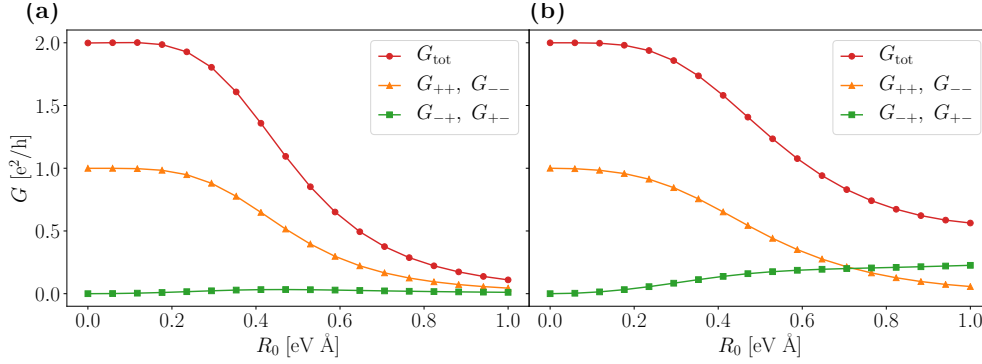 (a)
(b)
G [e²/h]
2.0
1.5
1.0
0.5
0.0
G_tot
G_++, G_--
G_-+, G_+-
G_tot
G_++, G_--
G_-+, G_+-
0.0 0.2 0.4 0.6 0.8 1.0
0.0 0.2 0.4 0.6 0.8 1.0
R₀ [eV Å]
R₀ [eV Å]